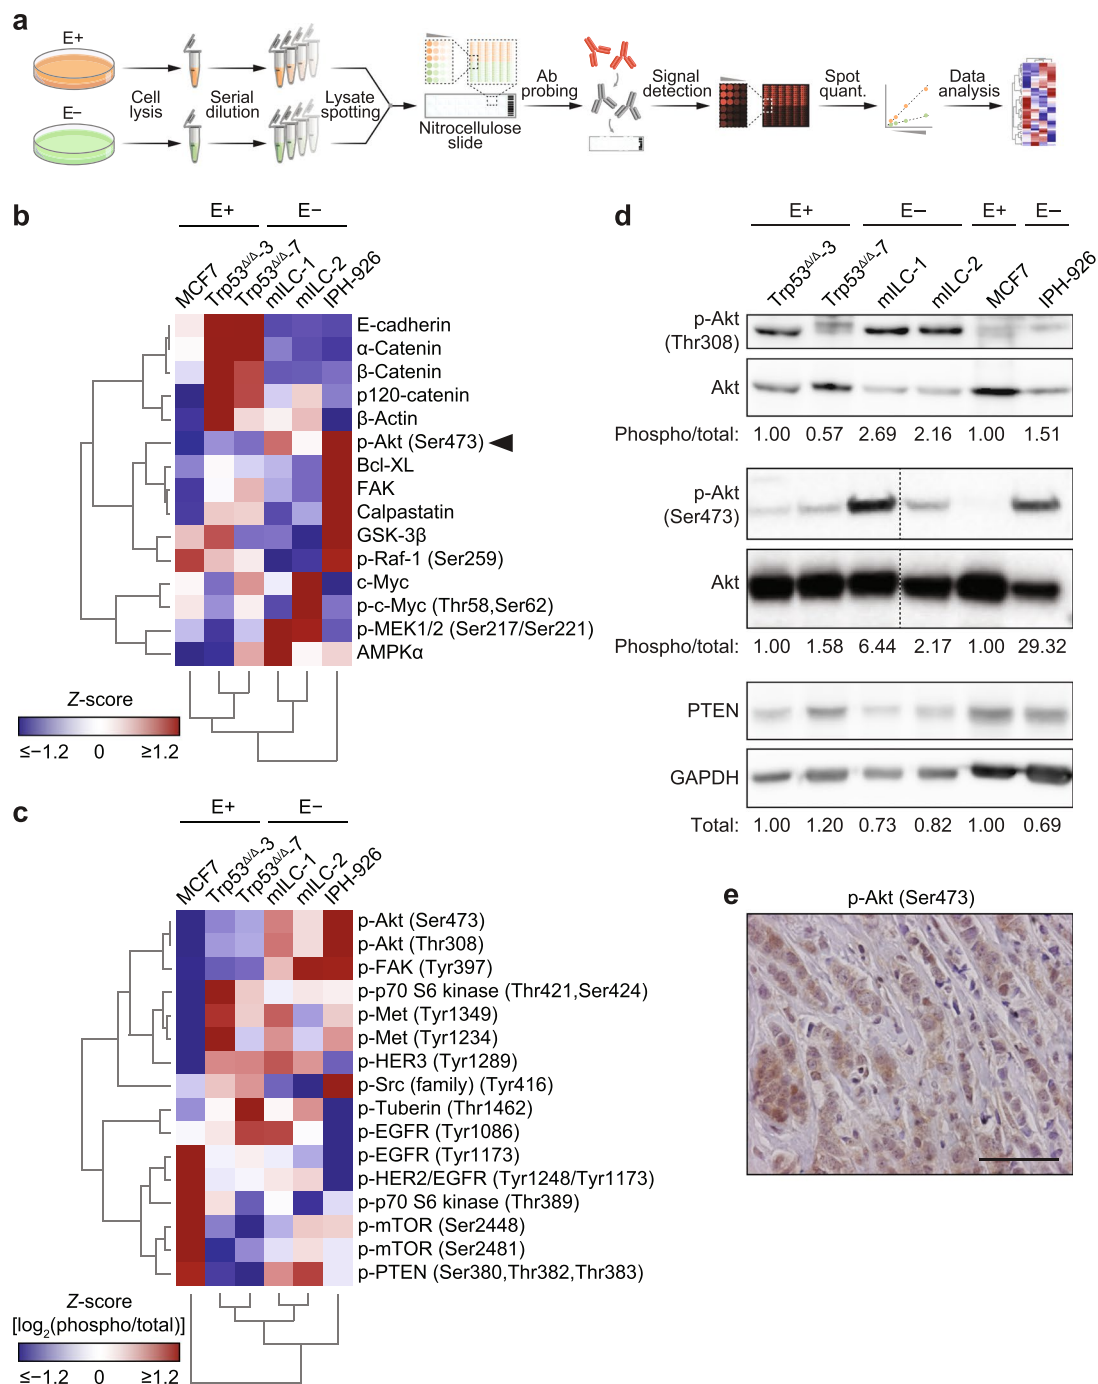 a
E+
E−
Cell
lysis
Serial
dilution
Lysate
spotting
Nitrocellulose
slide
Ab
probing
Signal
detection
Spot
quant.
Data
analysis
b
E+ E−
MCF7 Trp53Δ/Δ-3 Trp53Δ/Δ-7 mILC-1 mILC-2 IPH-926
E-cadherin
α-Catenin
β-Catenin
p120-catenin
β-Actin
p-Akt (Ser473)
Bcl-XL
FAK
Calpastatin
GSK-3β
p-Raf-1 (Ser259)
c-Myc
p-c-Myc (Thr58,Ser62)
p-MEK1/2 (Ser217/Ser221)
AMPKα
Z-score
≤−1.2 0 ≥1.2
c
E+ E−
MCF7 Trp53Δ/Δ-3 Trp53Δ/Δ-7 mILC-1 mILC-2 IPH-926
p-Akt (Ser473)
p-Akt (Thr308)
p-FAK (Tyr397)
p-p70 S6 kinase (Thr421,Ser424)
p-Met (Tyr1349)
p-Met (Tyr1234)
p-HER3 (Tyr1289)
p-Src (family) (Tyr416)
p-Tuberin (Thr1462)
p-EGFR (Tyr1086)
p-EGFR (Tyr1173)
p-HER2/EGFR (Tyr1248/Tyr1173)
p-p70 S6 kinase (Thr389)
p-mTOR (Ser2448)
p-mTOR (Ser2481)
p-PTEN (Ser380,Thr382,Thr383)
Z-score
[log2(phospho/total)]
≤−1.2 0 ≥1.2
d
E+ E− E+ E−
Trp53Δ/Δ-3 Trp53Δ/Δ-7 mILC-1 mILC-2 MCF7 IPH-926
p-Akt
(Thr308)
Akt
Phospho/total: 1.00 0.57 2.69 2.16 1.00 1.51
p-Akt
(Ser473)
Akt
Phospho/total: 1.00 1.58 6.44 2.17 1.00 29.32
PTEN
GAPDH
Total: 1.00 1.20 0.73 0.82 1.00 0.69
e
p-Akt (Ser473)